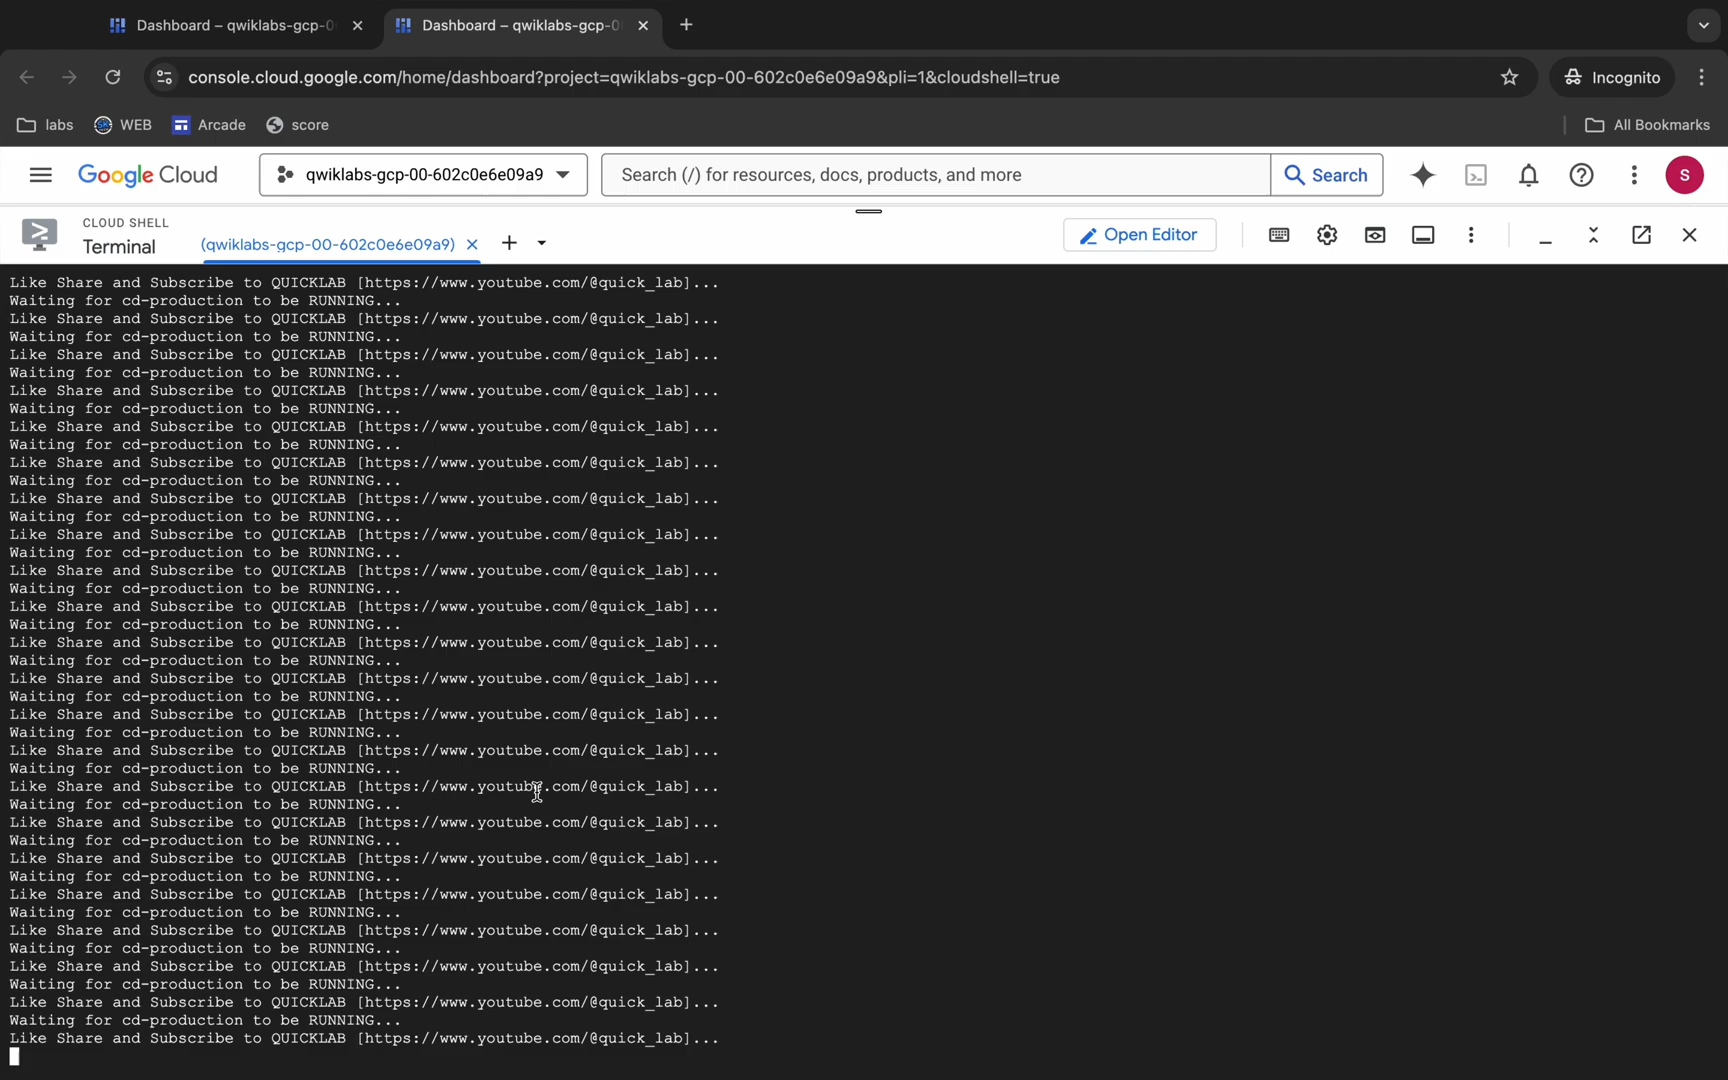 Dashboard – qwiklabs-gcp-0
Dashboard – qwiklabs-gcp-0
console.cloud.google.com/home/dashboard?project=qwiklabs-gcp-00-602c0e6e09a9&pli=1&cloudshell=true
Incognito
labs
WEB
Arcade
score
All Bookmarks
Google Cloud
qwiklabs-gcp-00-602c0e6e09a9
Search (/) for resources, docs, products, and more
Search
S
CLOUD SHELL
Terminal
(qwiklabs-gcp-00-602c0e6e09a9)
Open Editor
Like Share and Subscribe to QUICKLAB [https://www.youtube.com/@quick_lab]...
Waiting for cd-production to be RUNNING...
Like Share and Subscribe to QUICKLAB [https://www.youtube.com/@quick_lab]...
Waiting for cd-production to be RUNNING...
Like Share and Subscribe to QUICKLAB [https://www.youtube.com/@quick_lab]...
Waiting for cd-production to be RUNNING...
Like Share and Subscribe to QUICKLAB [https://www.youtube.com/@quick_lab]...
Waiting for cd-production to be RUNNING...
Like Share and Subscribe to QUICKLAB [https://www.youtube.com/@quick_lab]...
Waiting for cd-production to be RUNNING...
Like Share and Subscribe to QUICKLAB [https://www.youtube.com/@quick_lab]...
Waiting for cd-production to be RUNNING...
Like Share and Subscribe to QUICKLAB [https://www.youtube.com/@quick_lab]...
Waiting for cd-production to be RUNNING...
Like Share and Subscribe to QUICKLAB [https://www.youtube.com/@quick_lab]...
Waiting for cd-production to be RUNNING...
Like Share and Subscribe to QUICKLAB [https://www.youtube.com/@quick_lab]...
Waiting for cd-production to be RUNNING...
Like Share and Subscribe to QUICKLAB [https://www.youtube.com/@quick_lab]...
Waiting for cd-production to be RUNNING...
Like Share and Subscribe to QUICKLAB [https://www.youtube.com/@quick_lab]...
Waiting for cd-production to be RUNNING...
Like Share and Subscribe to QUICKLAB [https://www.youtube.com/@quick_lab]...
Waiting for cd-production to be RUNNING...
Like Share and Subscribe to QUICKLAB [https://www.youtube.com/@quick_lab]...
Waiting for cd-production to be RUNNING...
Like Share and Subscribe to QUICKLAB [https://www.youtube.com/@quick_lab]...
Waiting for cd-production to be RUNNING...
Like Share and Subscribe to QUICKLAB [https://www.youtube.com/@quick_lab]...
Waiting for cd-production to be RUNNING...
Like Share and Subscribe to QUICKLAB [https://www.youtube.com/@quick_lab]...
Waiting for cd-production to be RUNNING...
Like Share and Subscribe to QUICKLAB [https://www.youtube.com/@quick_lab]...
Waiting for cd-production to be RUNNING...
Like Share and Subscribe to QUICKLAB [https://www.youtube.com/@quick_lab]...
Waiting for cd-production to be RUNNING...
Like Share and Subscribe to QUICKLAB [https://www.youtube.com/@quick_lab]...
Waiting for cd-production to be RUNNING...
Like Share and Subscribe to QUICKLAB [https://www.youtube.com/@quick_lab]...
Waiting for cd-production to be RUNNING...
Like Share and Subscribe to QUICKLAB [https://www.youtube.com/@quick_lab]...
Waiting for cd-production to be RUNNING...
Like Share and Subscribe to QUICKLAB [https://www.youtube.com/@quick_lab]...